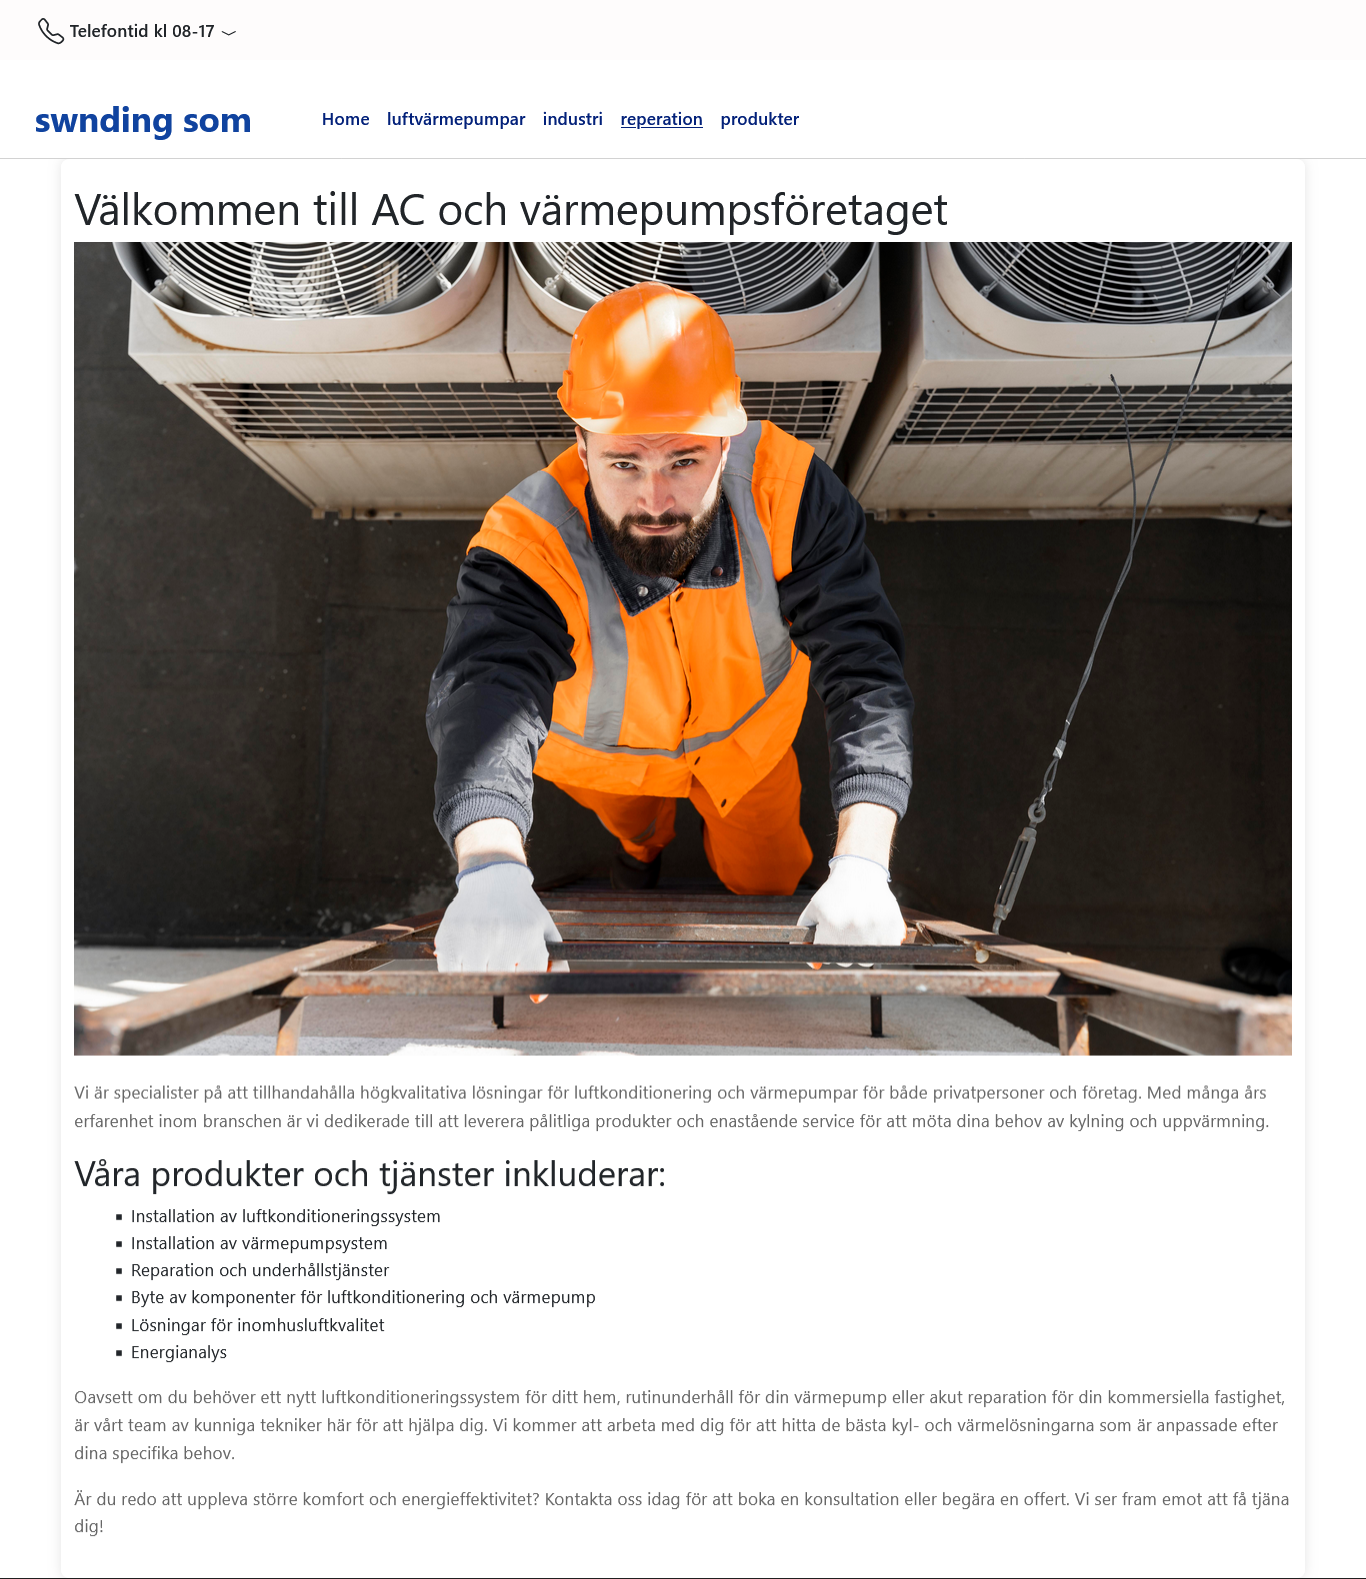 Telefontid kl 08-17
swnding som
Home luftvärmepumpar industri reperation produkter
Välkommen till AC och värmepumpsföretaget
Vi är specialister på att tillhandahålla högkvalitativa lösningar för luftkonditionering och värmepumpar för både privatpersoner och företag. Med många års
erfarenhet inom branschen är vi dedikerade till att leverera pålitliga produkter och enastående service för att möta dina behov av kylning och uppvärmning.
Våra produkter och tjänster inkluderar:
Installation av luftkonditioneringssystem
Installation av värmepumpsystem
Reparation och underhållstjänster
Byte av komponenter för luftkonditionering och värmepump
Lösningar för inomhusluftkvalitet
Energianalys
Oavsett om du behöver ett nytt luftkonditioneringssystem för ditt hem, rutinunderhåll för din värmepump eller akut reparation för din kommersiella fastighet,
är vårt team av kunniga tekniker här för att hjälpa dig. Vi kommer att arbeta med dig för att hitta de bästa kyl- och värmelösningarna som är anpassade efter
dina specifika behov.
Är du redo att uppleva större komfort och energieffektivitet? Kontakta oss idag för att boka en konsultation eller begära en offert. Vi ser fram emot att få tjäna
dig!